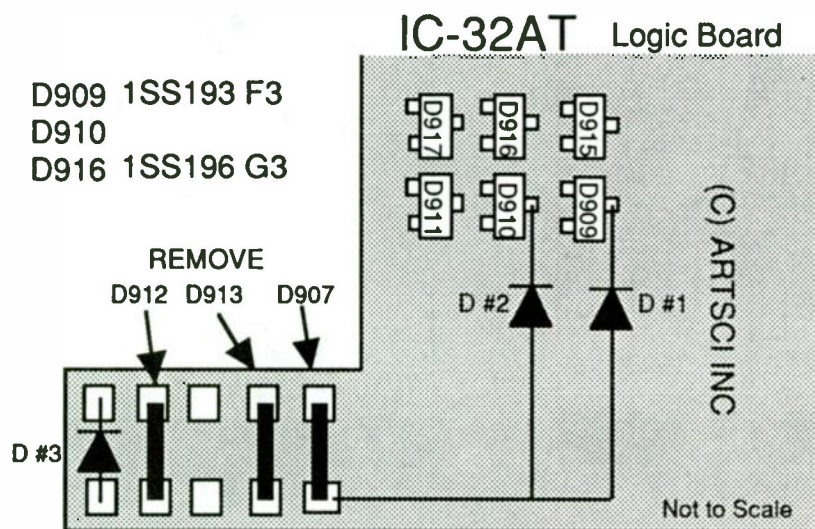 IC-32AT Logic Board
D909 1SS193 F3
D910
D916 1SS196 G3
D917 D916 D915
D911 D910 D909
(C) ARTSCI INC
REMOVE
D912 D913 D907
D #2 D #1
D #3
Not to Scale